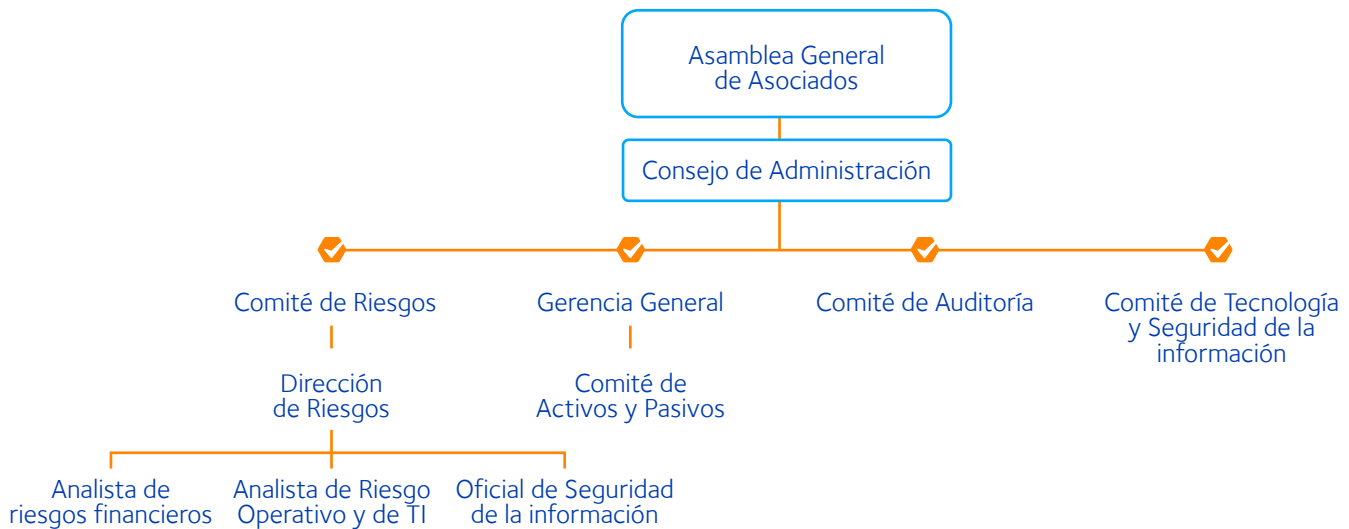 Asamblea General
de Asociados
Consejo de Administración
Comité de Riesgos
Gerencia General
Comité de Auditoría
Comité de Tecnología
y Seguridad de la
información
Dirección
de Riesgos
Comité de
Activos y Pasivos
Analista de
riesgos financieros
Analista de Riesgo
Operativo y de TI
Oficial de Seguridad
de la información